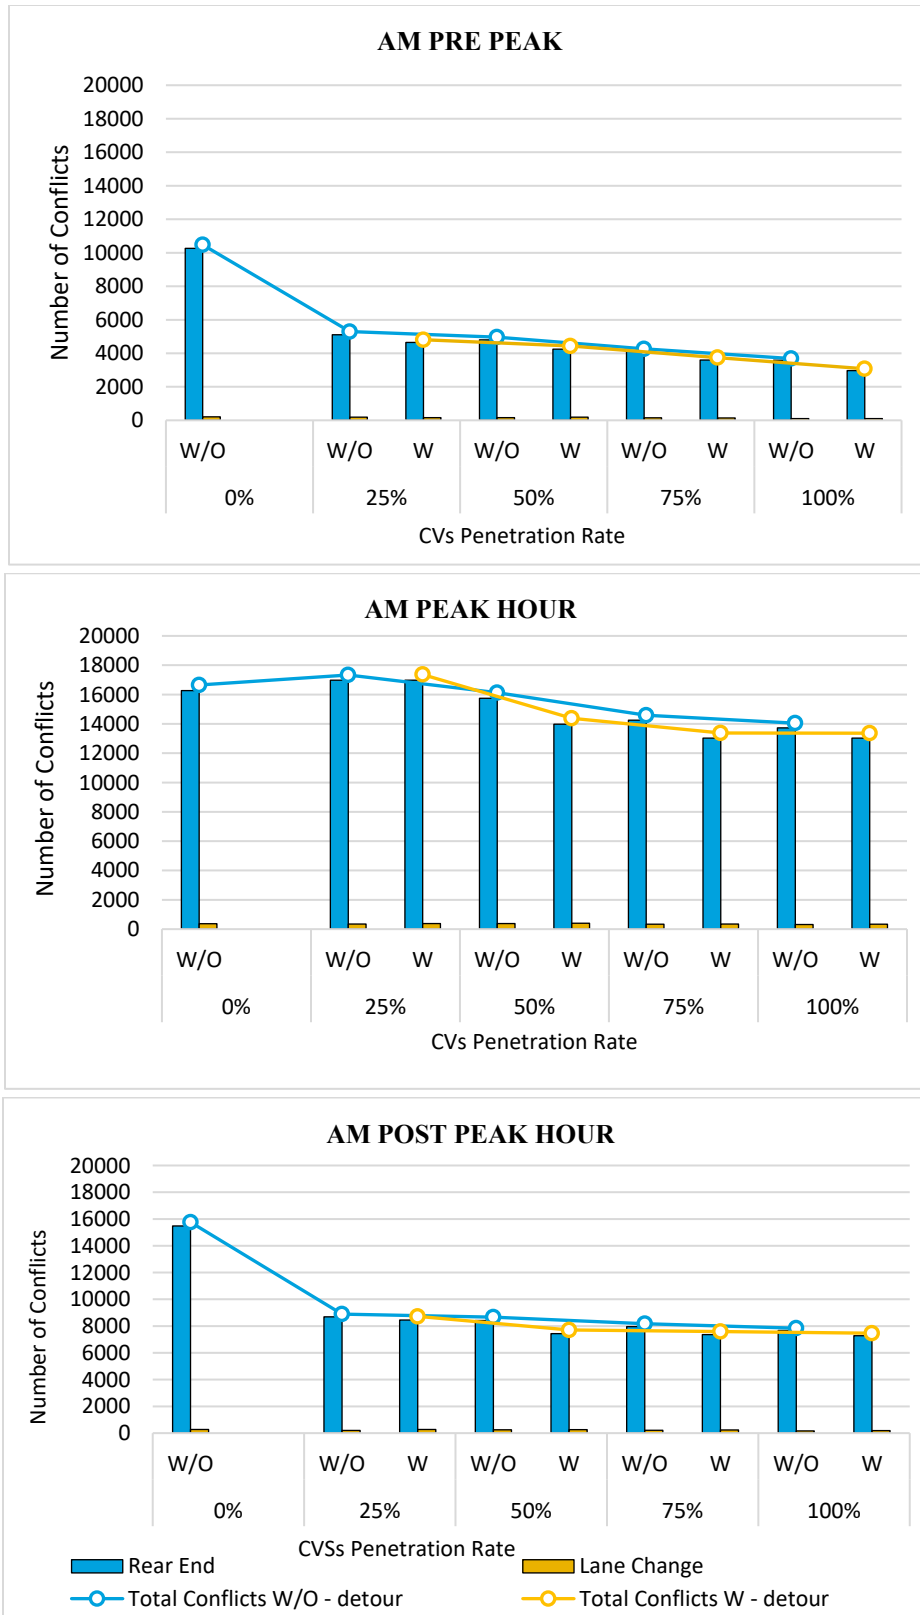 AM PRE PEAK
20000
18000
16000
14000
12000
10000
8000
6000
4000
2000
0
Number of Conflicts
W/O W/O W W/O W W/O W W/O W
0% 25% 50% 75% 100%
CVs Penetration Rate
AM PEAK HOUR
20000
18000
16000
14000
12000
10000
8000
6000
4000
2000
0
Number of Conflicts
W/O W/O W W/O W W/O W W/O W
0% 25% 50% 75% 100%
CVs Penetration Rate
AM POST PEAK HOUR
20000
18000
16000
14000
12000
10000
8000
6000
4000
2000
0
Number of Conflicts
W/O W/O W W/O W W/O W W/O W
0% 25% 50% 75% 100%
CVSs Penetration Rate
Rear End Lane Change
Total Conflicts W/O - detour Total Conflicts W - detour